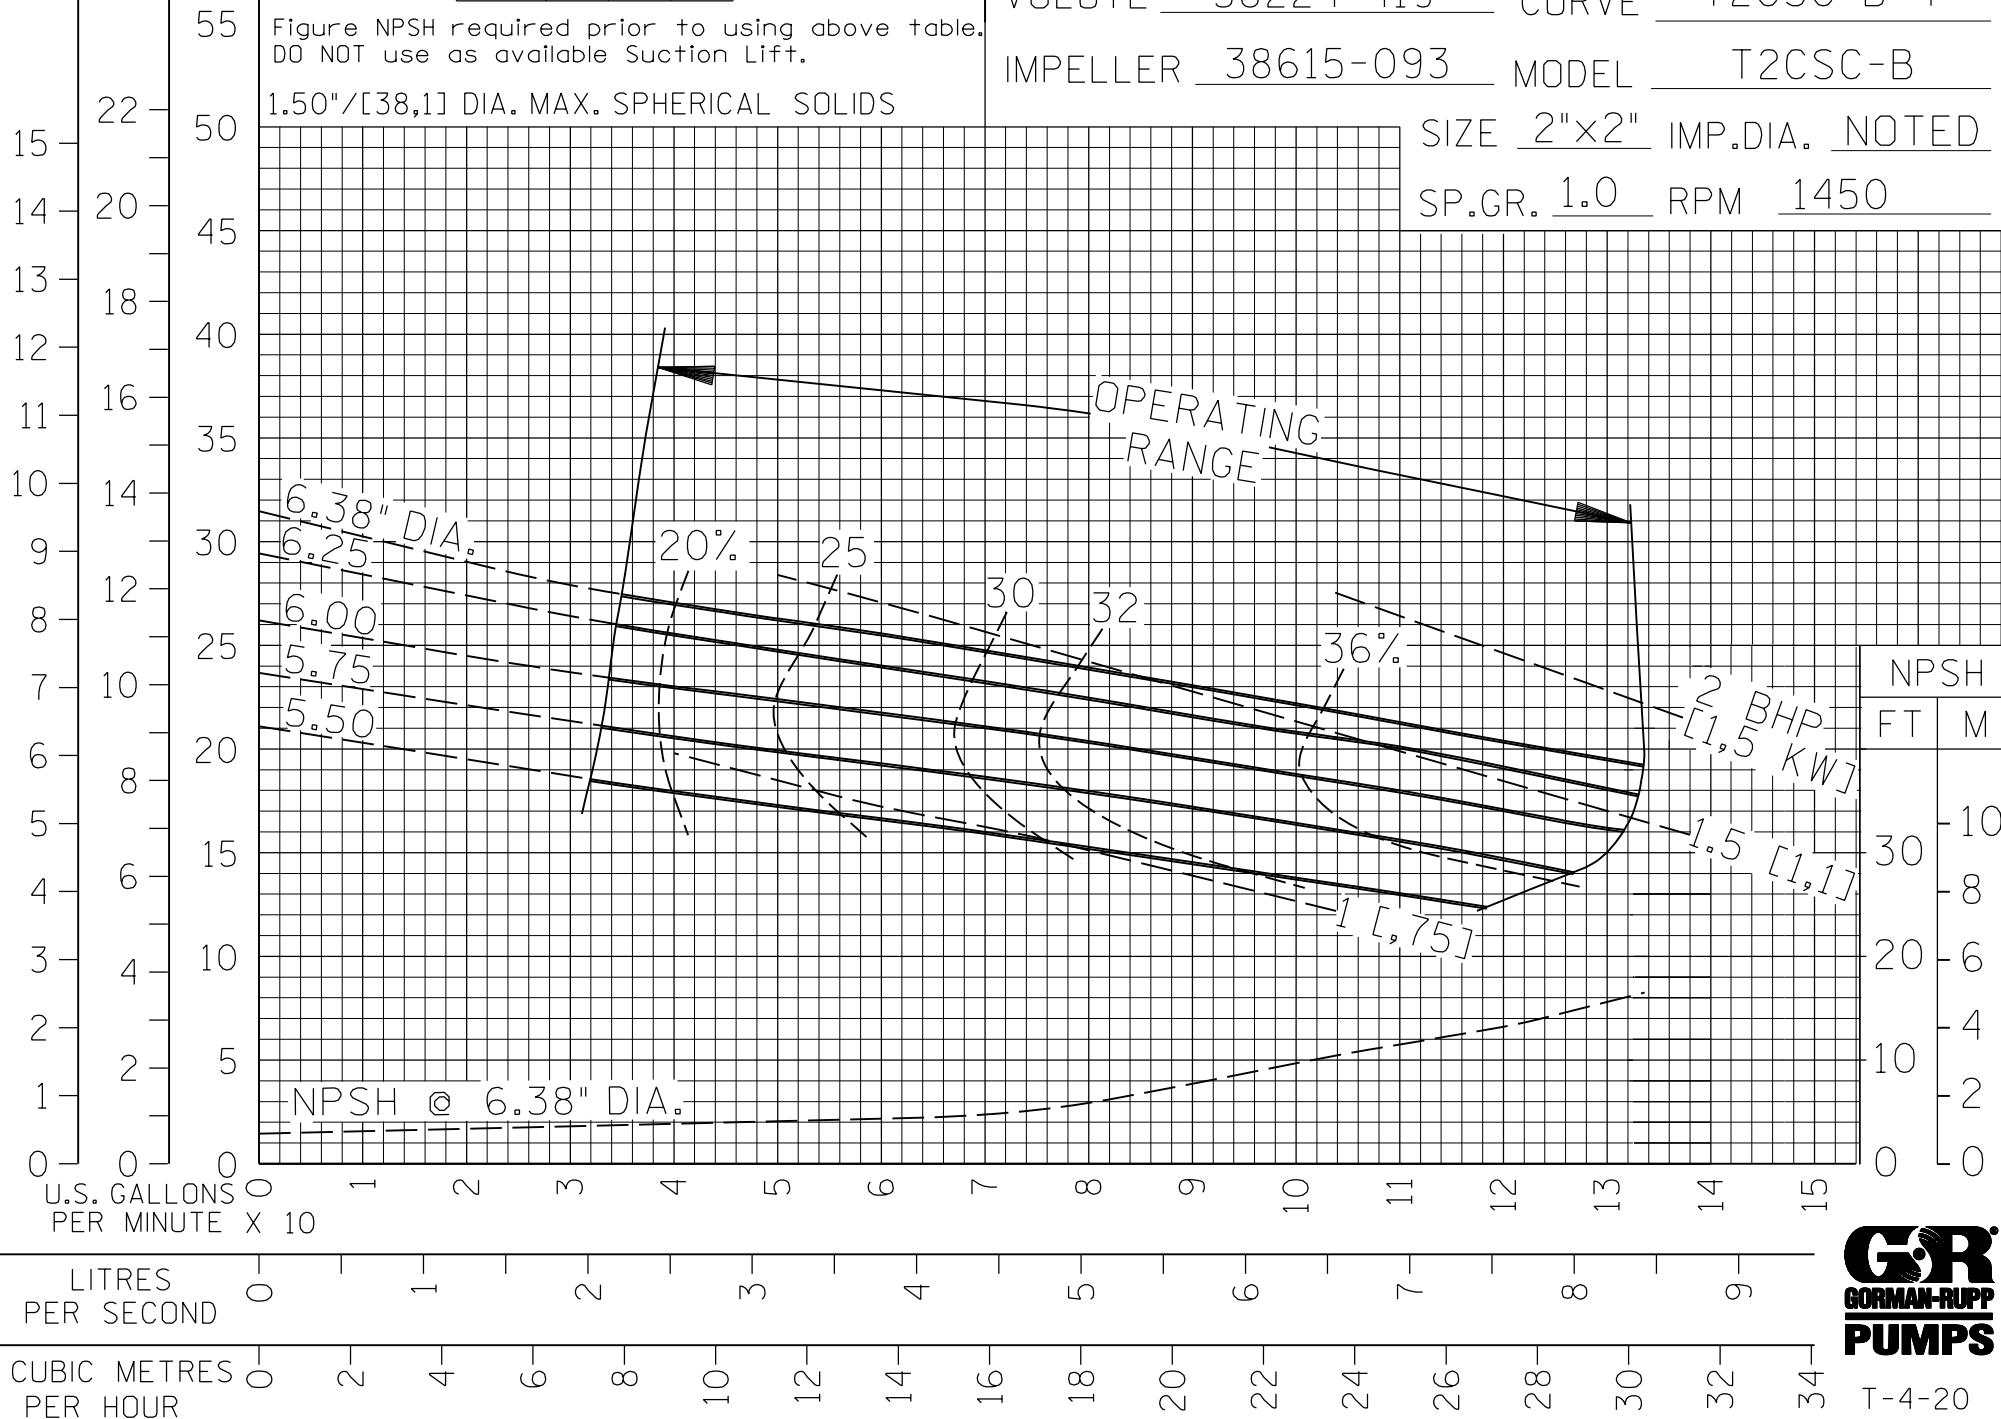 Figure NPSH required prior to using above table.
DO NOT use as available Suction Lift.
1.50"/[38,1] DIA. MAX. SPHERICAL SOLIDS
VOLUTE
CURVE
IMPELLER 38615-093 MODEL T2CSC-B
SIZE 2"x2" IMP.DIA. NOTED
SP.GR. 1.0 RPM 1450
15
14
13
12
11
10
9
8
7
6
5
4
3
2
1
0
22
20
18
16
14
12
10
8
6
4
2
0
55
50
45
40
35
30
25
20
15
10
5
0
OPERATING
RANGE
6.38" DIA.
6.25
6.00
5.75
5.50
20%
25
30
32
36%
2 BHP
[1,5 KW]
1.5 [1,1]
1 [,75]
NPSH @ 6.38" DIA.
NPSH
FT M
30
20
10
0
10
8
6
4
2
0
U.S. GALLONS
PER MINUTE X 10
0 1 2 3 4 5 6 7 8 9 10 11 12 13 14 15
LITRES
PER SECOND
0 1 2 3 4 5 6 7 8 9
CUBIC METRES
PER HOUR
0 2 4 6 8 10 12 14 16 18 20 22 24 26 28 30 32 34
GR
GORMAN-RUPP
PUMPS
T-4-20